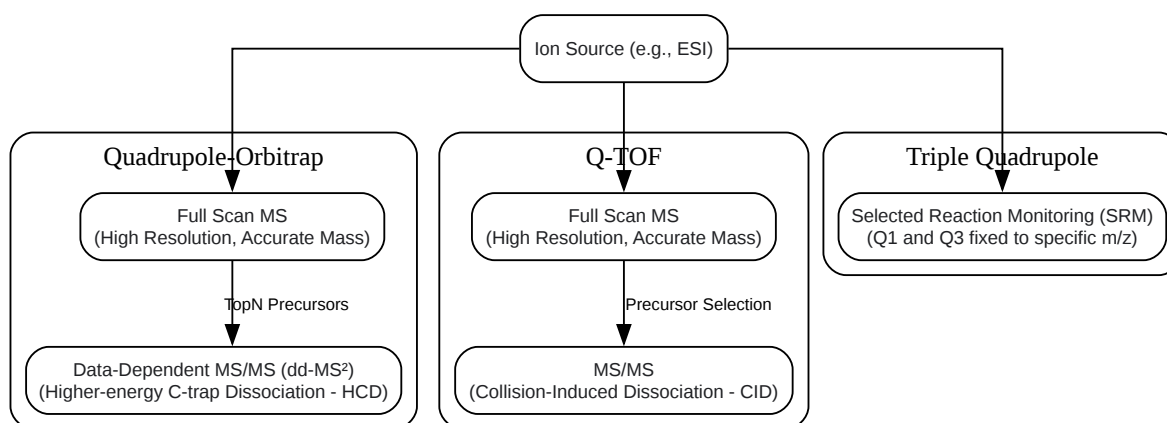 Ion Source (e.g., ESI)
Quadrupole-Orbitrap
Full Scan MS
(High Resolution, Accurate Mass)
TopN Precursors
Data-Dependent MS/MS (dd-MS²)
(Higher-energy C-trap Dissociation - HCD)
Q-TOF
Full Scan MS
(High Resolution, Accurate Mass)
Precursor Selection
MS/MS
(Collision-Induced Dissociation - CID)
Triple Quadrupole
Selected Reaction Monitoring (SRM)
(Q1 and Q3 fixed to specific m/z)